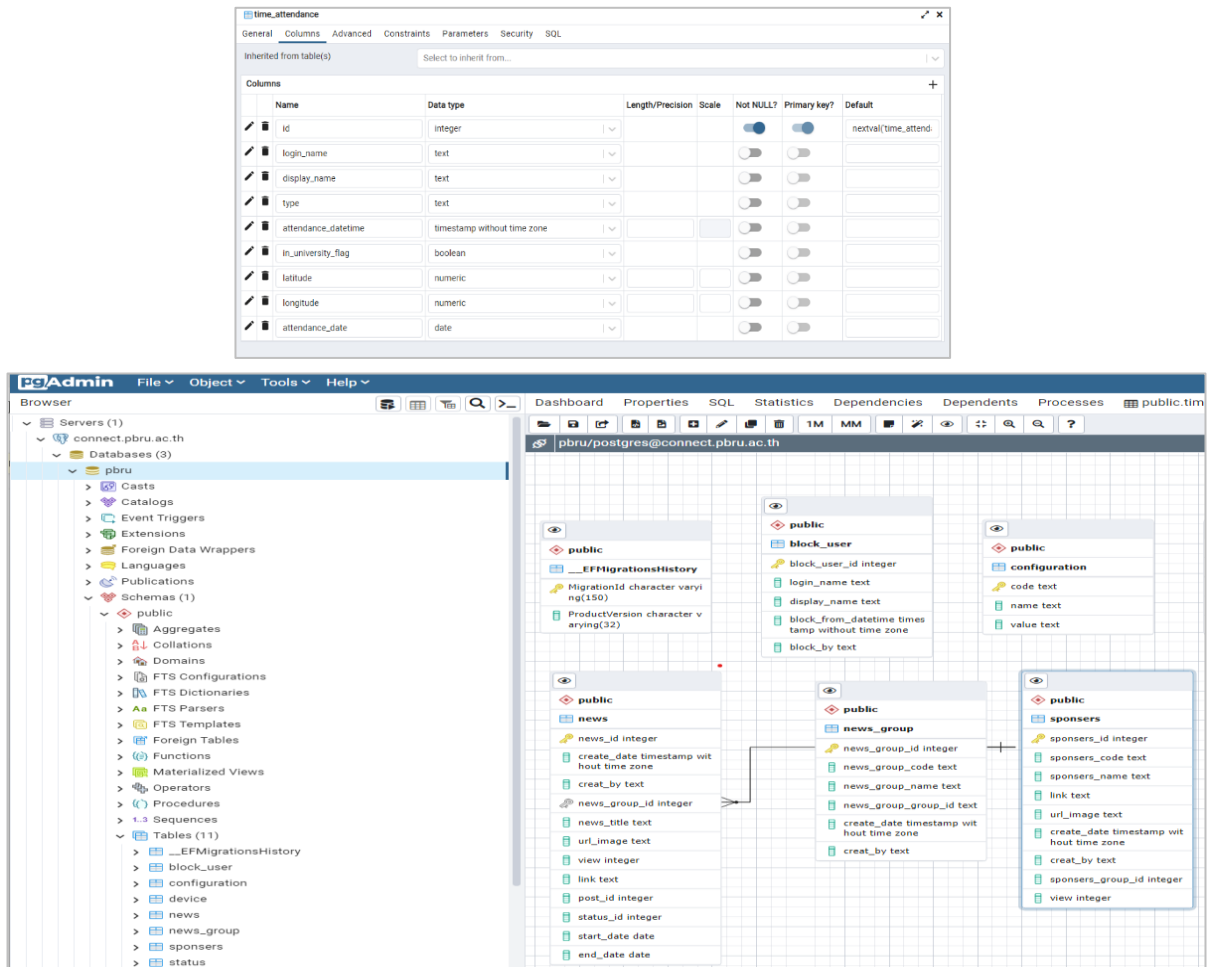 time_attendance
General Columns Advanced Constraints Parameters Security SQL
Inherited from table(s) Select to inherit from...
Columns
Name Data type Length/Precision Scale Not NULL? Primary key? Default
id integer nextval('time_attend
login_name text
display_name text
type text
attendance_datetime timestamp without time zone
in_university_flag boolean
latitude numeric
longitude numeric
attendance_date date
pgAdmin File Object Tools Help
Browser
Servers (1)
connect.pbru.ac.th
Databases (3)
pbru
Casts
Catalogs
Event Triggers
Extensions
Foreign Data Wrappers
Languages
Publications
Schemas (1)
public
Aggregates
Collations
Domains
FTS Configurations
FTS Dictionaries
Aa FTS Parsers
FTS Templates
Foreign Tables
Functions
Materialized Views
Operators
Procedures
1..3 Sequences
Tables (11)
__EFMigrationsHistory
block_user
configuration
device
news
news_group
sponsers
status
Dashboard Properties SQL Statistics Dependencies Dependents Processes public.tim
1M MM ?
pbru/postgres@connect.pbru.ac.th
public
__EFMigrationsHistory
MigrationId character varyi
ng(150)
ProductVersion character v
arying(32)
public
block_user
block_user_id integer
login_name text
display_name text
block_from_datetime times
tamp without time zone
block_by text
public
configuration
code text
name text
value text
public
news
news_id integer
create_date timestamp wit
hout time zone
creat_by text
news_group_id integer
news_title text
url_image text
view integer
link text
post_id integer
status_id integer
start_date date
end_date date
public
news_group
news_group_id integer
news_group_code text
news_group_name text
news_group_group_id text
create_date timestamp wit
hout time zone
creat_by text
public
sponsers
sponsers_id integer
sponsers_code text
sponsers_name text
link text
url_image text
create_date timestamp wit
hout time zone
creat_by text
sponsers_group_id integer
view integer